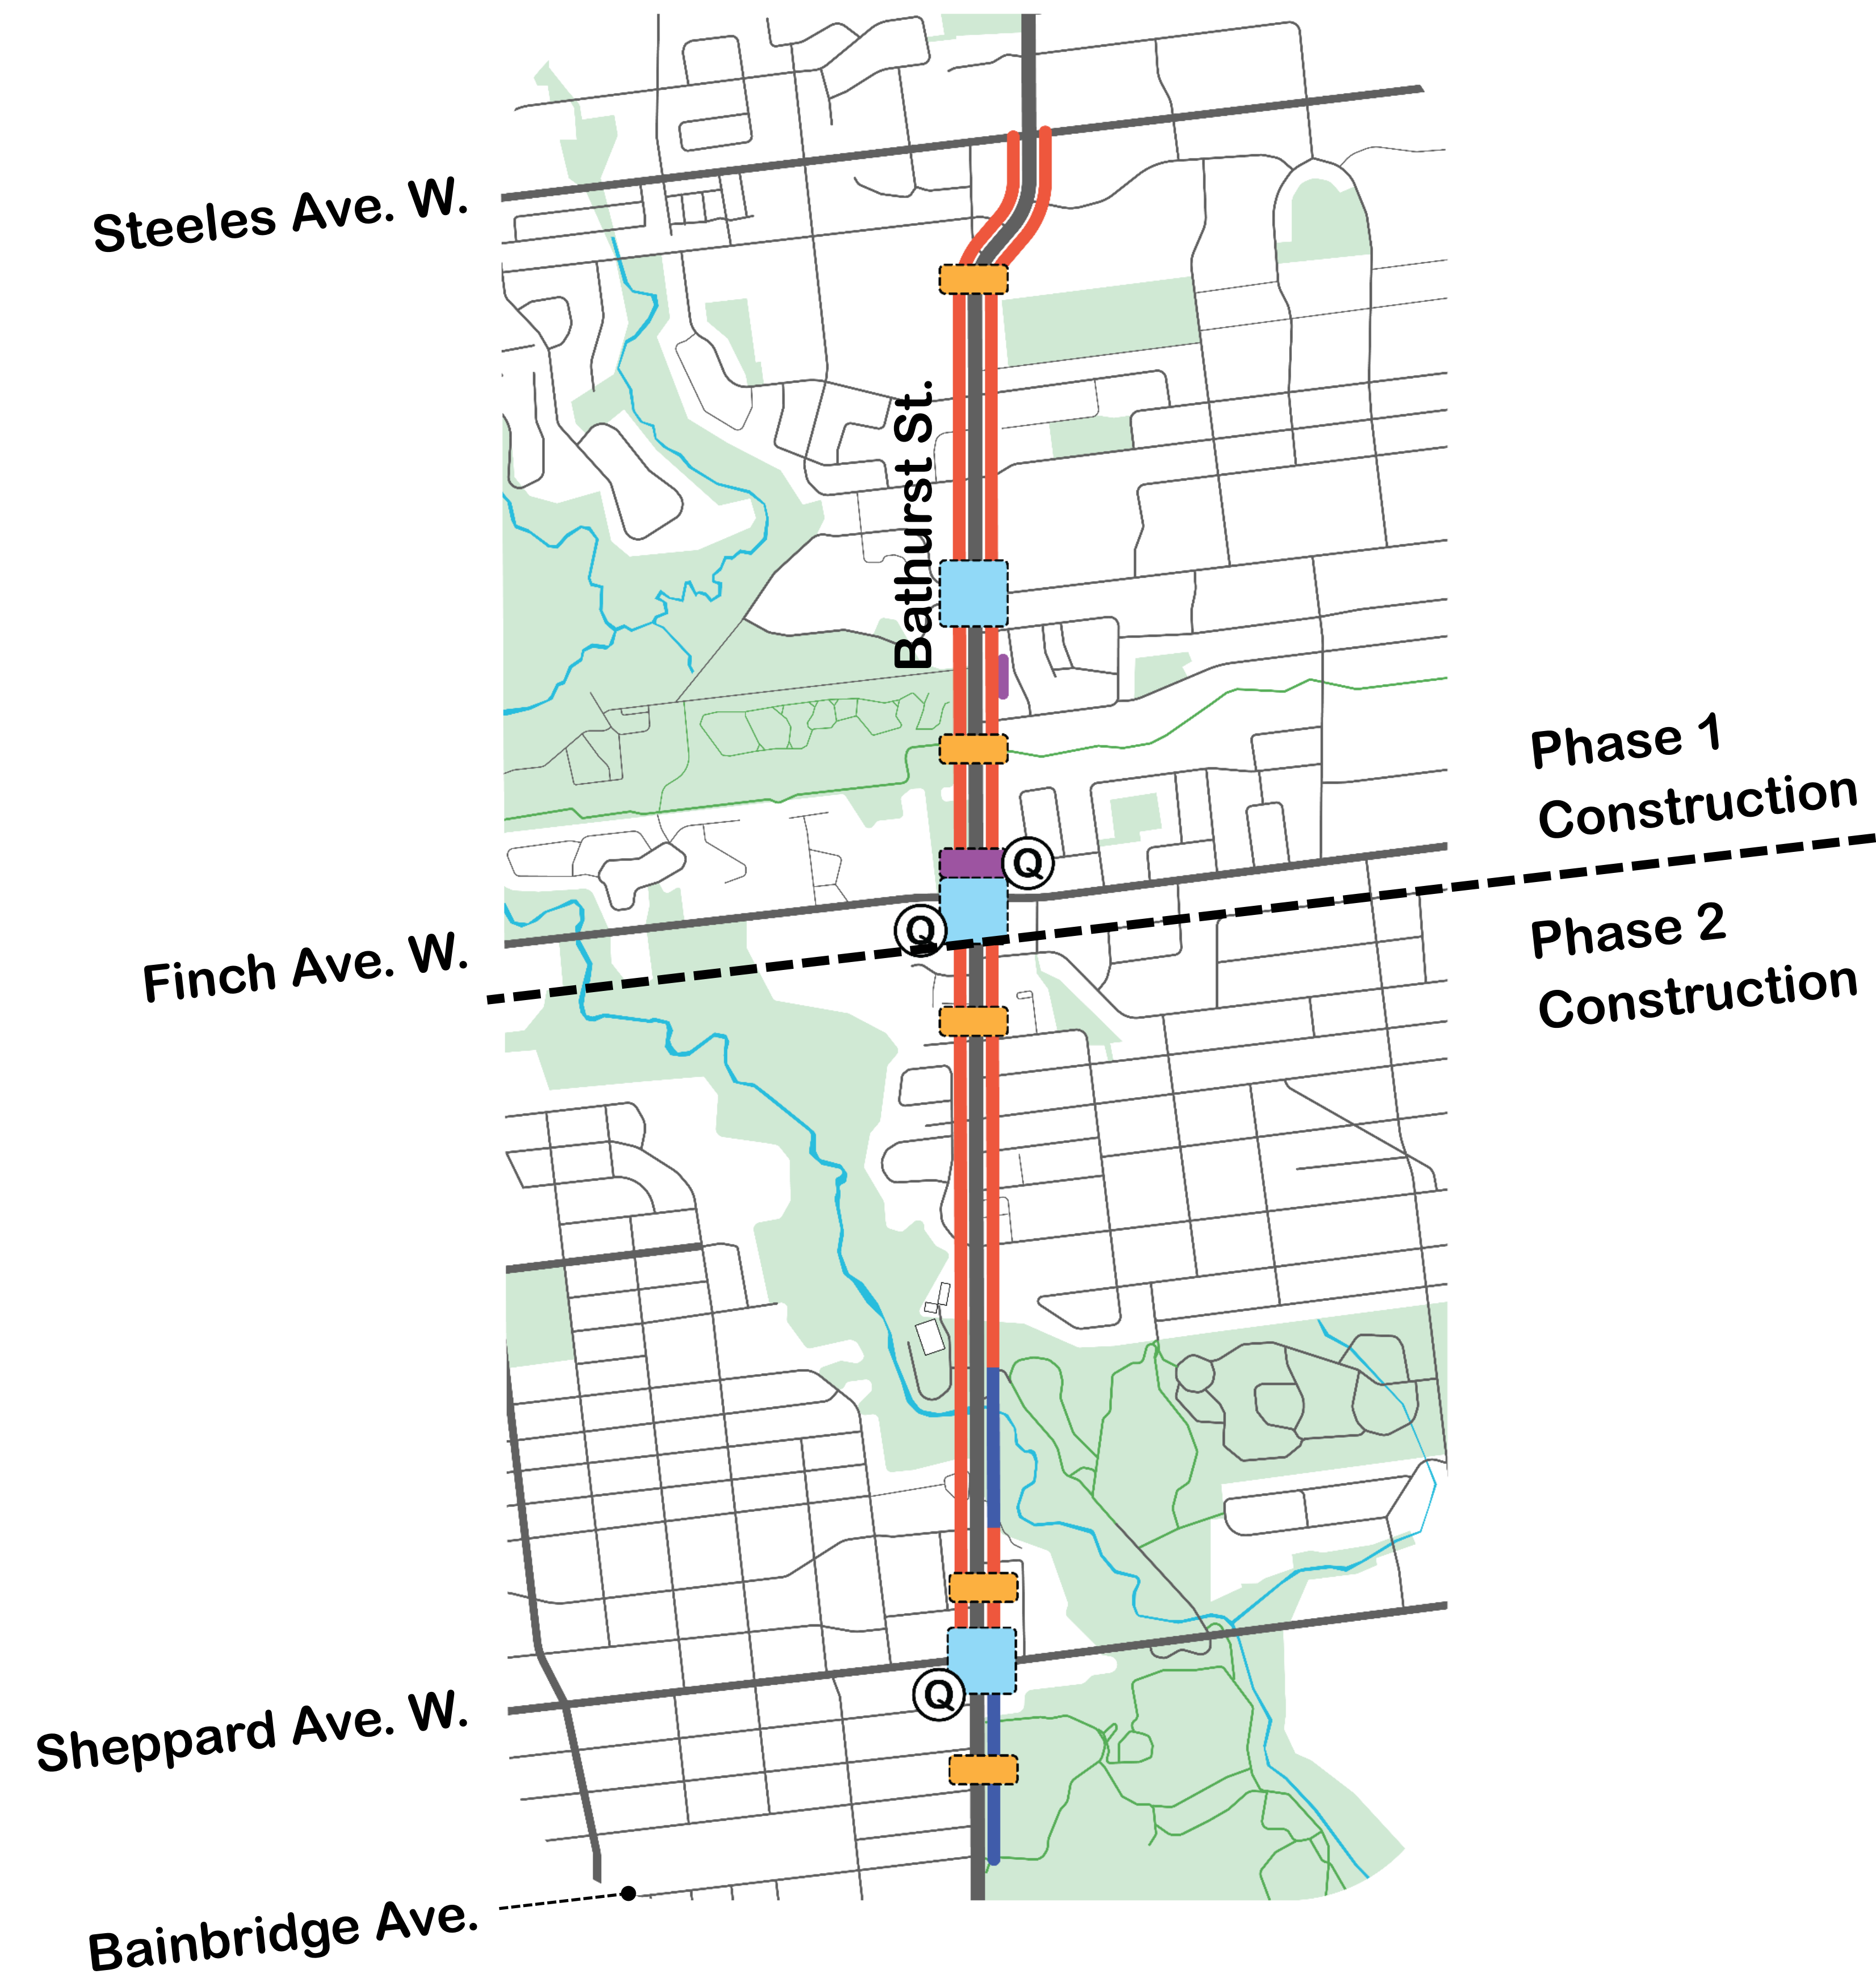 Steeles Ave. W.
Bathurst St.
Phase 1
Construction
Q
Q
Phase 2
Construction
Finch Ave. W.
Q
Sheppard Ave. W.
Bainbridge Ave.